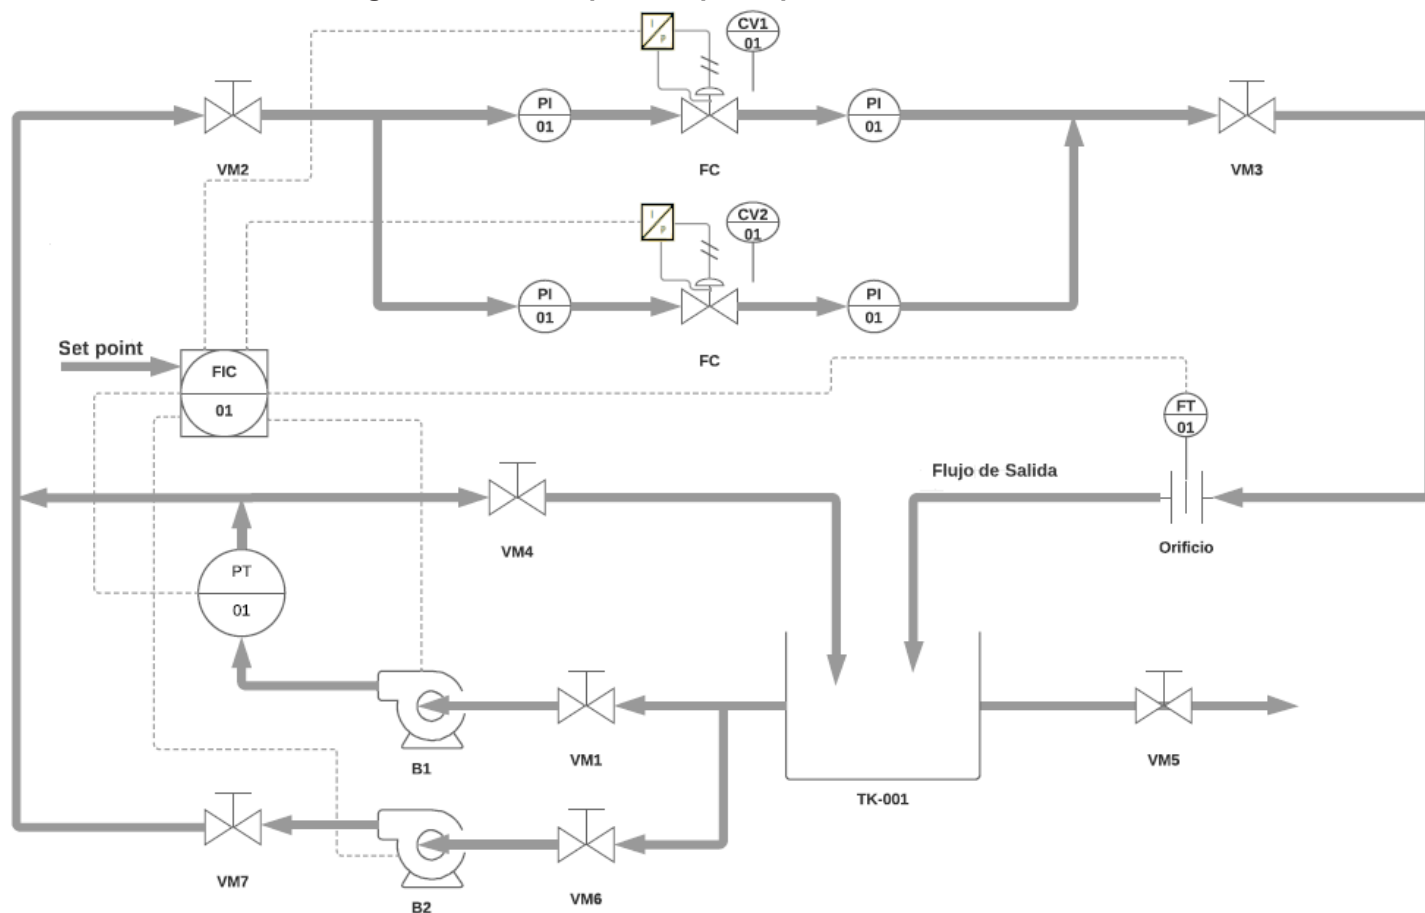 I
P
CV1
01
PI
01
PI
01
VM2
FC
VM3
I
P
CV2
01
PI
01
PI
01
Set point
FC
FIC
01
FT
01
Flujo de Salida
VM4
Orificio
PT
01
B1
VM1
VM5
TK-001
VM7
VM6
B2